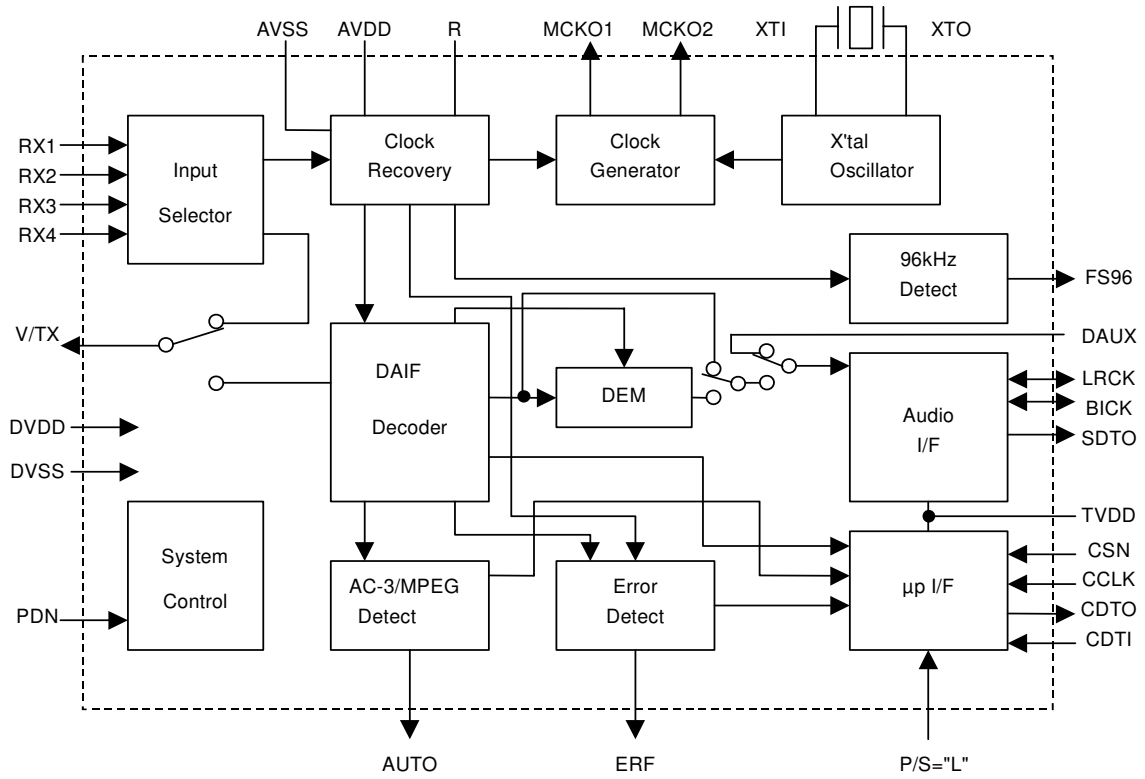 AVSS AVDD R MCKO1 MCKO2 XTI XTO
RX1
RX2
RX3
RX4
Input
Selector
Clock
Recovery
Clock
Generator
X'tal
Oscillator
96kHz
Detect
FS96
V/TX
DAIF
Decoder
DEM
DAUX
Audio
I/F
LRCK
BICK
SDTO
DVDD
DVSS
TVDD
System
Control
PDN
AC-3/MPEG
Detect
Error
Detect
µp I/F
CSN
CCLK
CDTO
CDTI
AUTO
ERF
P/S="L"